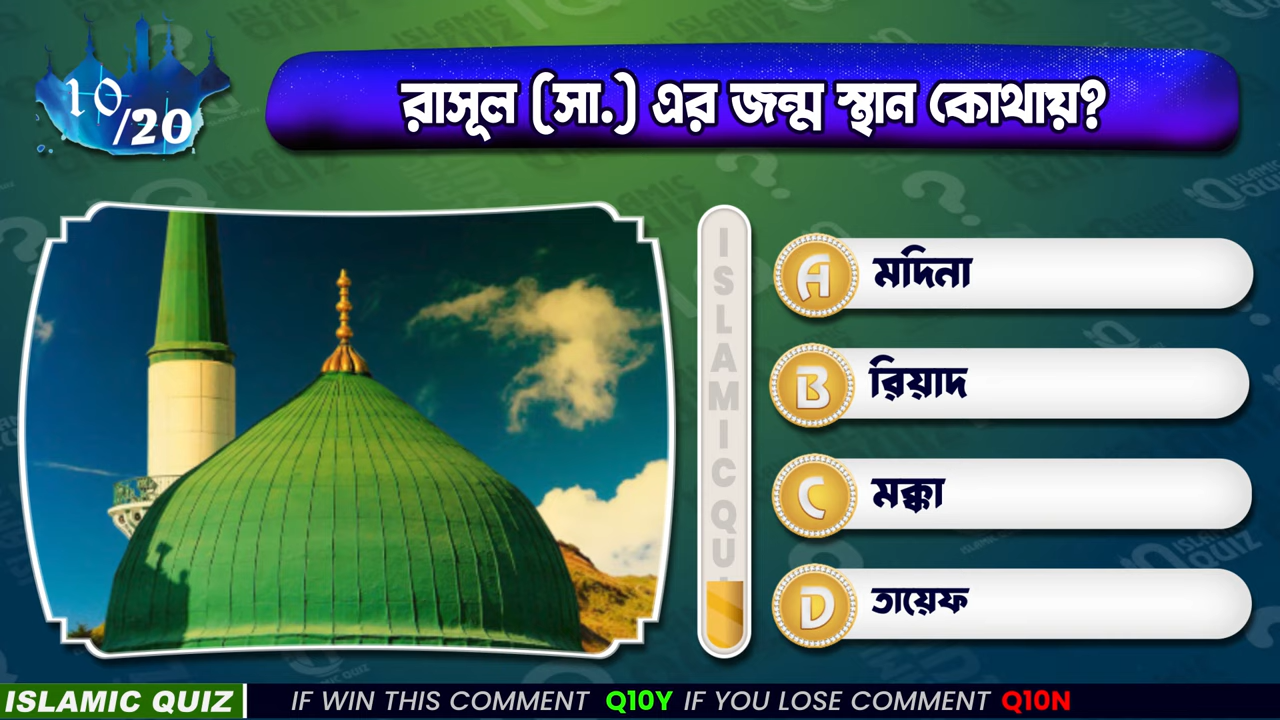 10/20
রাসূল (সা.) এর জন্ম স্থান কোথায়?
ISLAMIC QU
A মদিনা
B রিয়াদ
C মক্কা
D তায়েফ
ISLAMIC QUIZ
IF WIN THIS COMMENT Q10Y IF YOU LOSE COMMENT Q10N